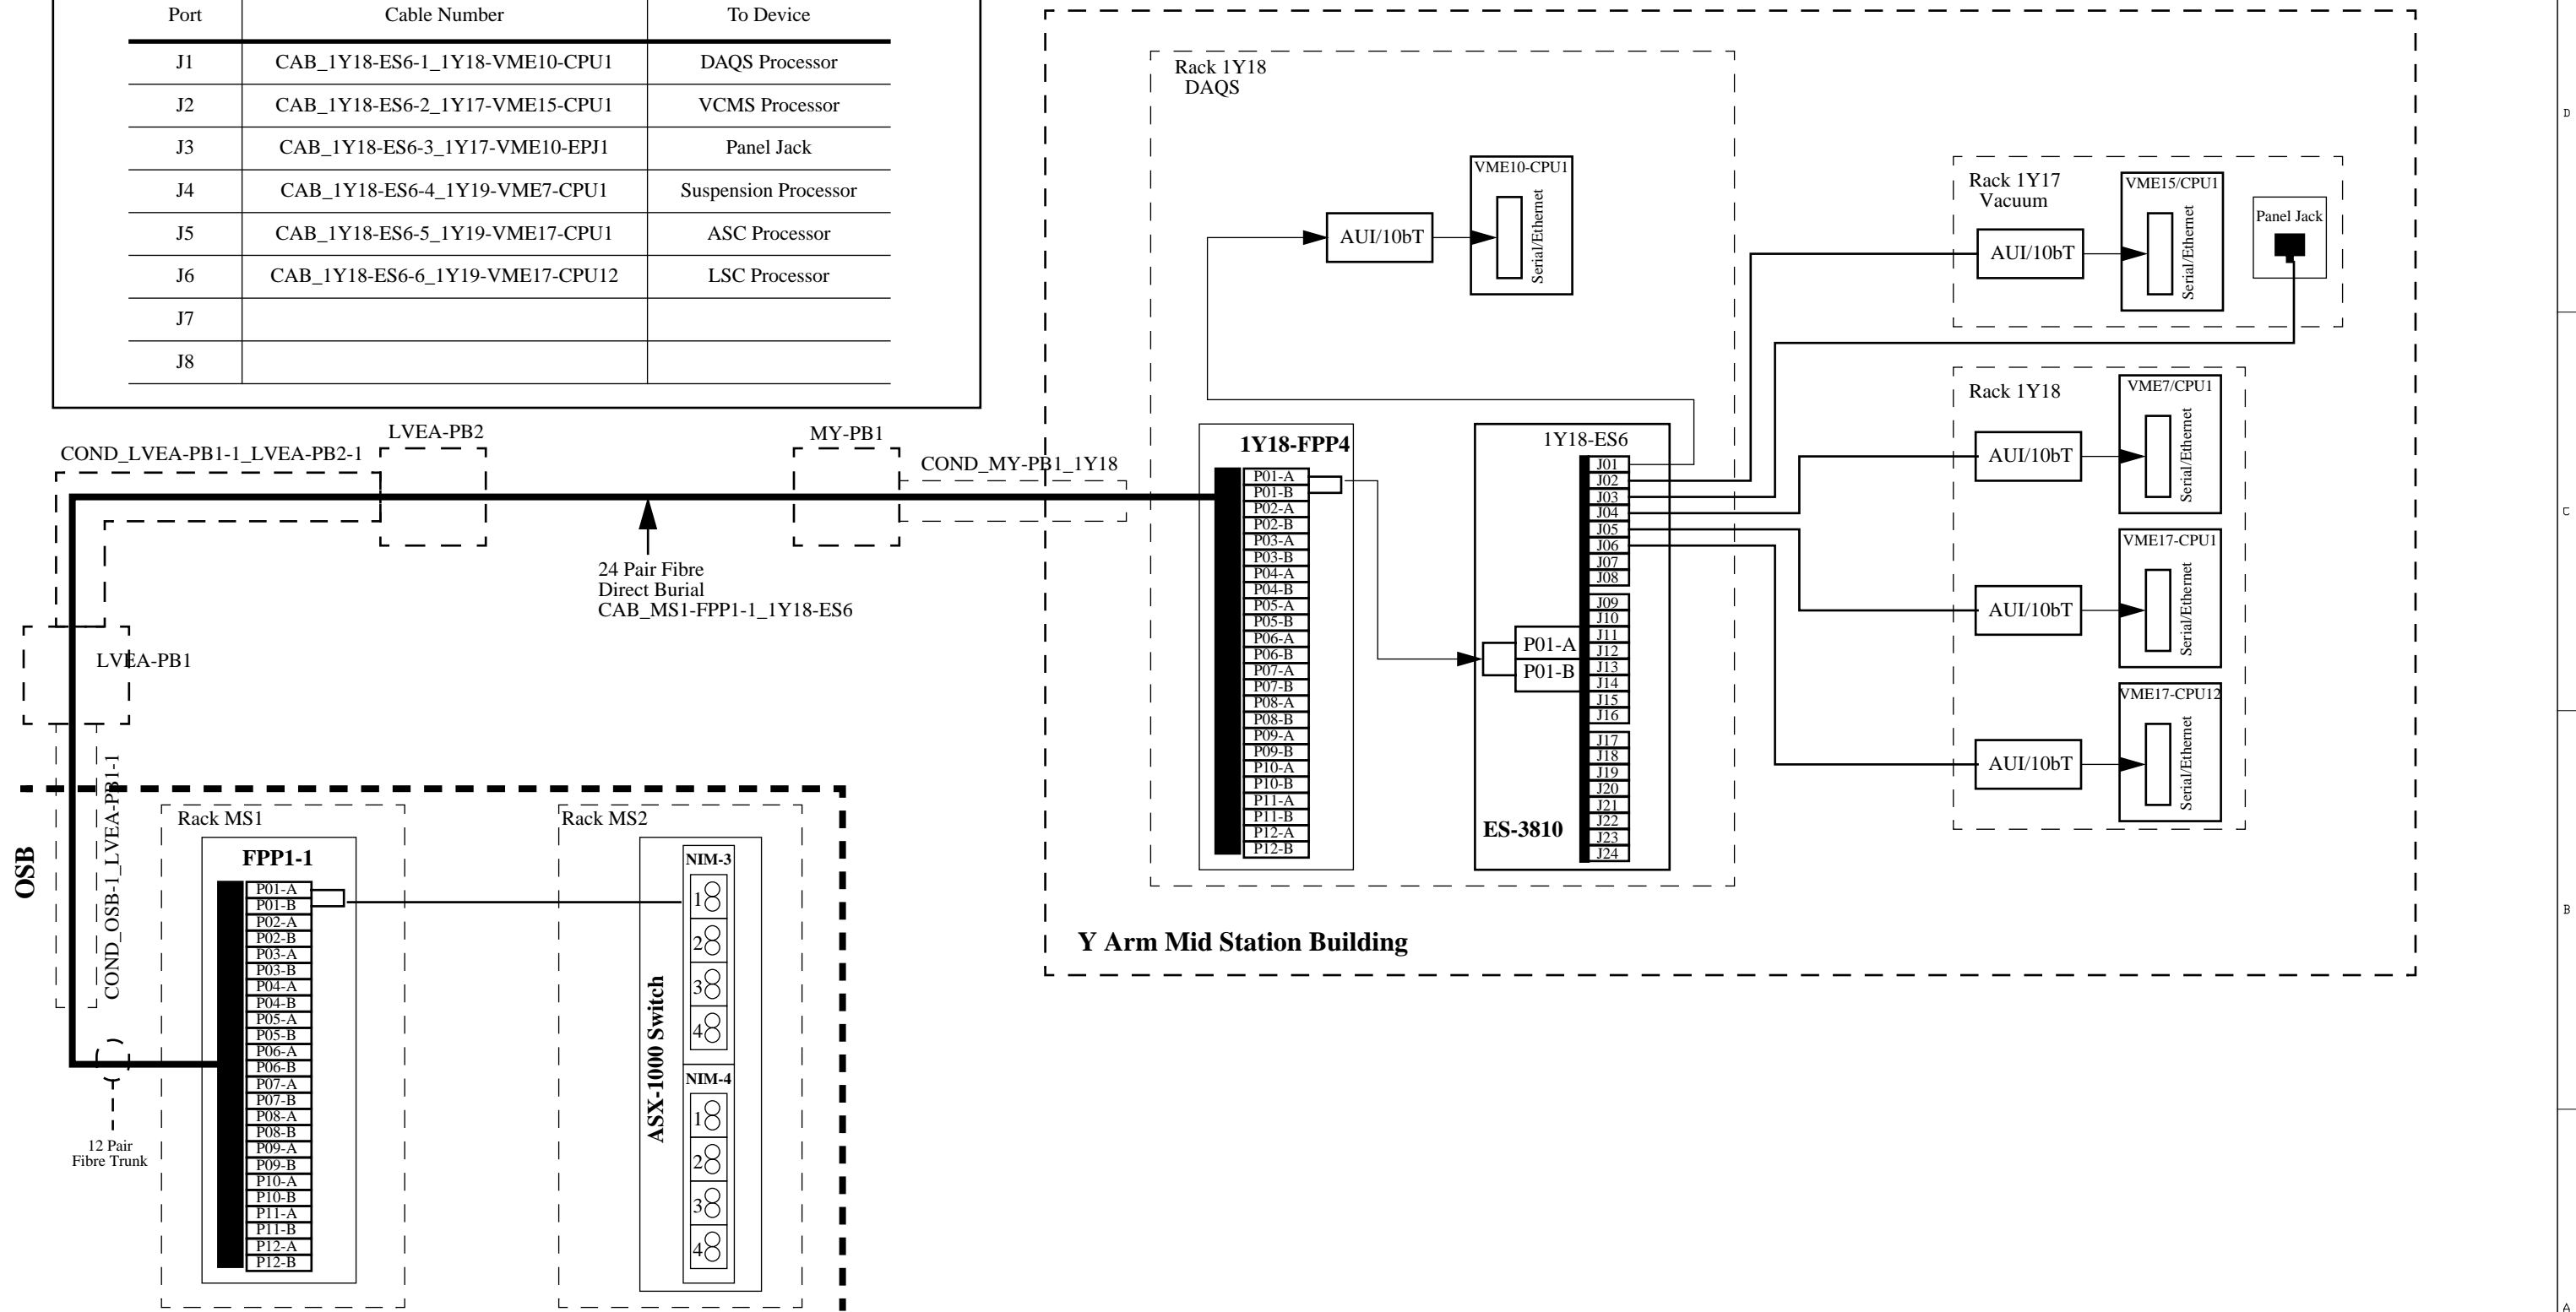 Port Cable Number To Device
J1 CAB_1Y18-ES6-1_1Y18-VME10-CPU1 DAQS Processor
J2 CAB_1Y18-ES6-2_1Y17-VME15-CPU1 VCMS Processor
J3 CAB_1Y18-ES6-3_1Y17-VME10-EPJ1 Panel Jack
J4 CAB_1Y18-ES6-4_1Y19-VME7-CPU1 Suspension Processor
J5 CAB_1Y18-ES6-5_1Y19-VME17-CPU1 ASC Processor
J6 CAB_1Y18-ES6-6_1Y19-VME17-CPU12 LSC Processor
J7
J8
COND_LVEA-PB1-1_LVEA-PB2-1
LVEA-PB2
MY-PB1
COND_MY-PB1_1Y18
24 Pair Fibre
Direct Burial
CAB_MS1-FPP1-1_1Y18-ES6
LVEA-PB1
COND_OSB-1_LVEA-PB1-1
OSB
12 Pair
Fibre Trunk
Rack MS1
FPP1-1
P01-A
P01-B
P02-A
P02-B
P03-A
P03-B
P04-A
P04-B
P05-A
P05-B
P06-A
P06-B
P07-A
P07-B
P08-A
P08-B
P09-A
P09-B
P10-A
P10-B
P11-A
P11-B
P12-A
P12-B
Rack MS2
ASX-1000 Switch
NIM-3
1
2
3
4
NIM-4
1
2
3
4
Rack 1Y18
DAQS
AUI/10bT
VME10-CPU1
Serial/Ethernet
1Y18-FPP4
P01-A
P01-B
P02-A
P02-B
P03-A
P03-B
P04-A
P04-B
P05-A
P05-B
P06-A
P06-B
P07-A
P07-B
P08-A
P08-B
P09-A
P09-B
P10-A
P10-B
P11-A
P11-B
P12-A
P12-B
1Y18-ES6
J01
J02
J03
J04
J05
J06
J07
J08
J09
J10
J11
J12
J13
J14
J15
J16
J17
J18
J19
J20
J21
J22
J23
J24
P01-A
P01-B
ES-3810
Rack 1Y17
Vacuum
AUI/10bT
VME15/CPU1
Serial/Ethernet
Panel Jack
Rack 1Y18
AUI/10bT
VME7/CPU1
Serial/Ethernet
AUI/10bT
VME17-CPU1
Serial/Ethernet
AUI/10bT
VME17-CPU12
Serial/Ethernet
Y Arm Mid Station Building
D
C
B
A